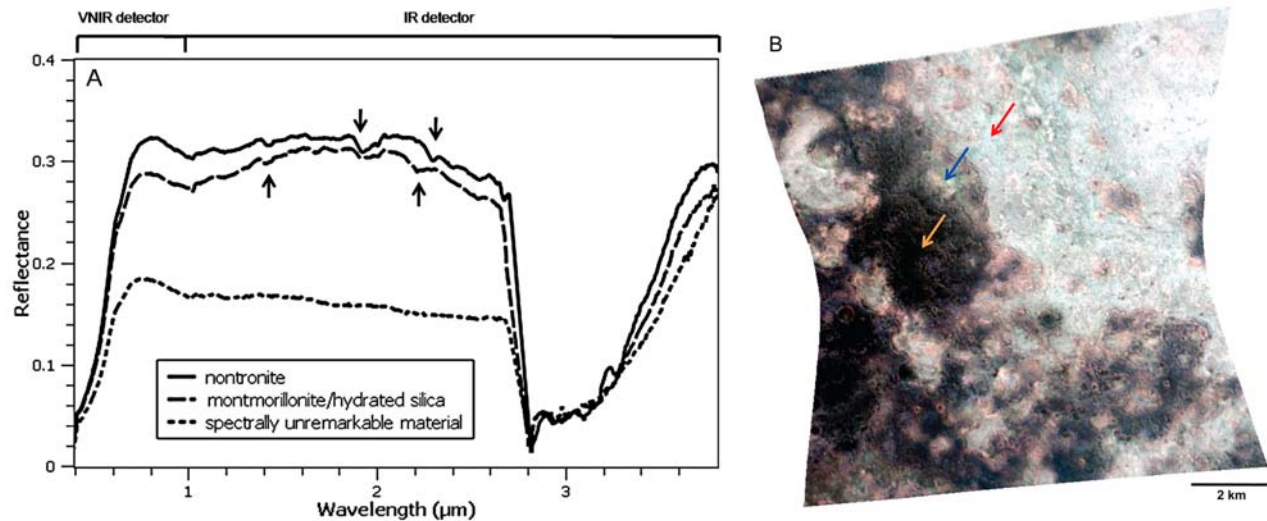 VNIR detector
IR detector
A
B
0.4
0.3
0.2
0.1
0
Reflectance
nontronite
montmorillonite/hydrated silica
spectrally unremarkable material
1
2
3
Wavelength (μm)
2 km